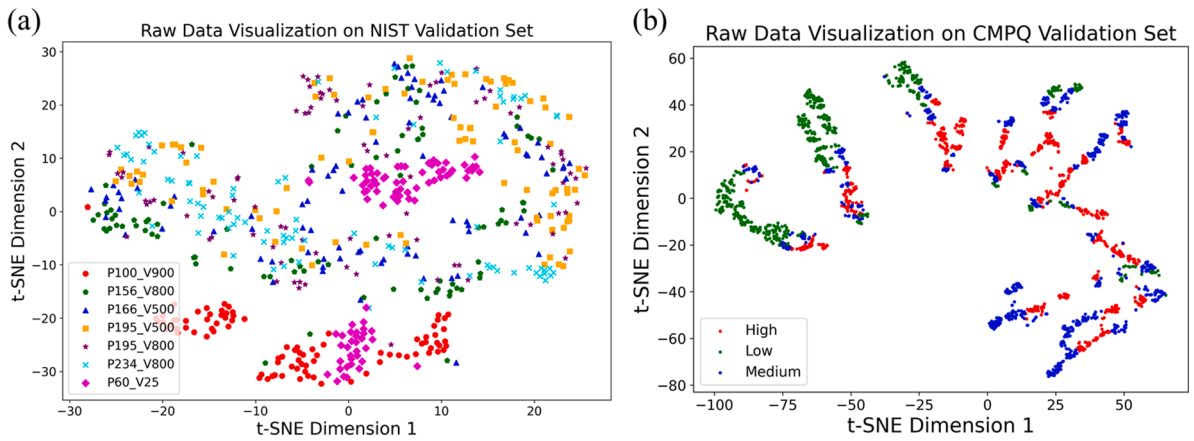 (a)
Raw Data Visualization on NIST Validation Set
30
20
10
0
−10
−20
−30
t-SNE Dimension 2
P100_V900
P156_V800
P166_V500
P195_V500
P195_V800
P234_V800
P60_V25
−30 −20 −10 0 10 20
t-SNE Dimension 1
(b)
Raw Data Visualization on CMPQ Validation Set
60
40
20
0
−20
−40
−60
−80
t-SNE Dimension 2
High
Low
Medium
−100 −75 −50 −25 0 25 50
t-SNE Dimension 1